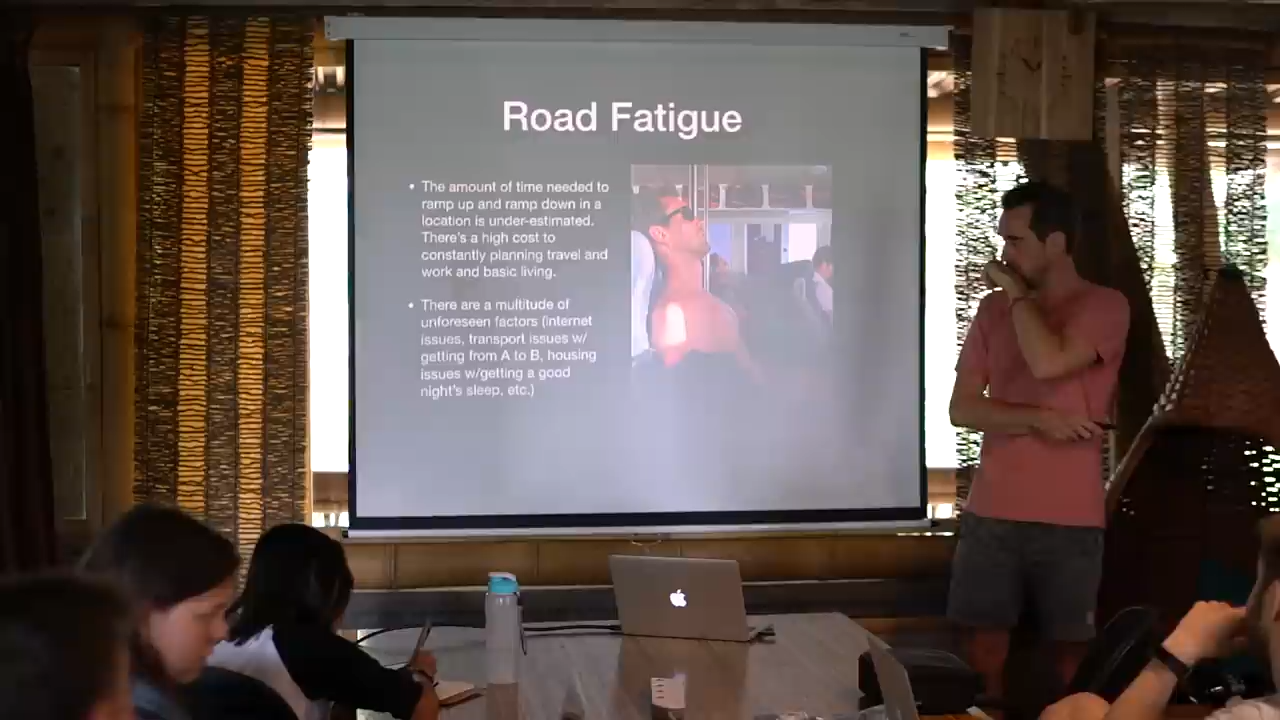 Road Fatigue
• The amount of time needed to
ramp up and ramp down in a
location is under-estimated.
There's a high cost to
constantly planning travel and
work and basic living.
• There are a multitude of
unforeseen factors (internet
issues, transport issues w/
getting from A to B, housing
issues w/getting a good
night's sleep, etc.)